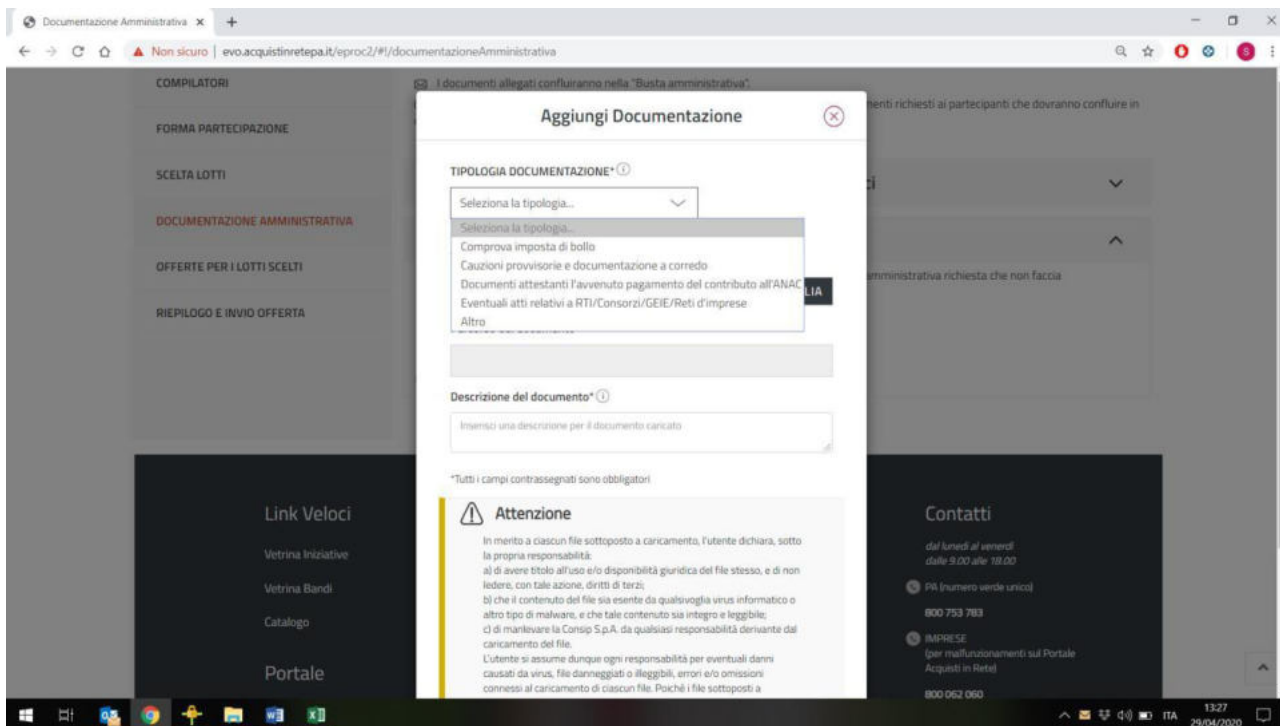 Documentazione Amministrativa
Non sicuro | evo.acquistinretepa.it/eproc2/#!/documentazioneAmministrativa
COMPILATORI
FORMA PARTECIPAZIONE
SCELTA LOTTI
DOCUMENTAZIONE AMMINISTRATIVA
OFFERTE PER I LOTTI SCELTI
RIEPILOGO E INVIO OFFERTA
I documenti allegati confluiranno nella "Busta amministrativa".
menti richiesti ai partecipanti che dovranno confluire in
amministrativa richiesta che non faccia
Aggiungi Documentazione
TIPOLOGIA DOCUMENTAZIONE*
Seleziona la tipologia...
Seleziona la tipologia...
Comprova imposta di bollo
Cauzioni provvisorie e documentazione a corredo
Documenti attestanti l'avvenuto pagamento del contributo all'ANAC
Eventuali atti relativi a RTI/Consorzi/GEIE/Reti d'imprese
Altro
LIA
Descrizione del documento*
Inserisci una descrizione per il documento caricato
*Tutti i campi contrassegnati sono obbligatori
Attenzione
In merito a ciascun file sottoposto a caricamento, l'utente dichiara, sotto
la propria responsabilità:
a) di avere titolo all'uso e/o disponibilità giuridica del file stesso, e di non
ledere, con tale azione, diritti di terzi;
b) che il contenuto del file sia esente da qualsivoglia virus informatico o
altro tipo di malware, e che tale contenuto sia integro e leggibile;
c) di manlevare la Consip S.p.A. da qualsiasi responsabilità derivante dal
caricamento del file.
L'utente si assume dunque ogni responsabilità per eventuali danni
causati da virus, file danneggiati o illeggibili, errori e/o omissioni
connessi al caricamento di ciascun file. Poichè i file sottoposti a
Link Veloci
Vetrina Iniziative
Vetrina Bandi
Catalogo
Portale
Contatti
dal lunedì al venerdì
dalle 9.00 alle 18.00
PA (numero verde unico)
800 753 783
IMPRESE
(per malfunzionamenti sul Portale
Acquisti in Rete)
800 062 060
ITA
13:27
29/04/2020